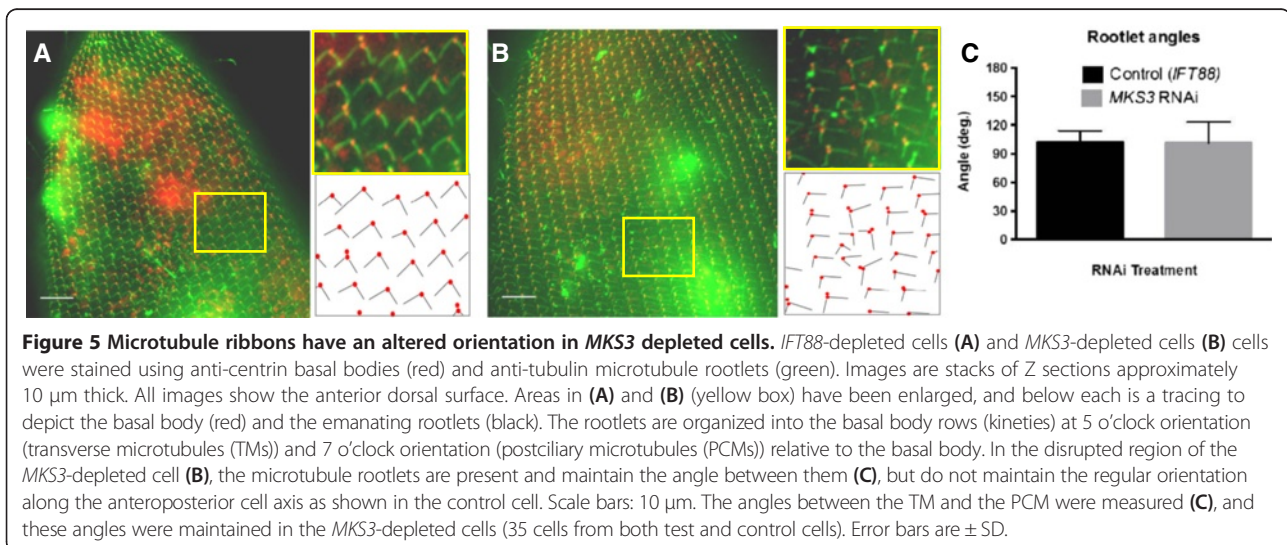 A
B
C
Rootlet angles
180
150
120
90
60
30
0
Angle (deg.)
Control (IFT88)
MKS3 RNAi
RNAi Treatment
Figure 5 Microtubule ribbons have an altered orientation in MKS3 depleted cells. IFT88-depleted cells (A) and MKS3-depleted cells (B) cells
were stained using anti-centrin basal bodies (red) and anti-tubulin microtubule rootlets (green). Images are stacks of Z sections approximately
10 μm thick. All images show the anterior dorsal surface. Areas in (A) and (B) (yellow box) have been enlarged, and below each is a tracing to
depict the basal body (red) and the emanating rootlets (black). The rootlets are organized into the basal body rows (kineties) at 5 o'clock orientation
(transverse microtubules (TMs)) and 7 o'clock orientation (postciliary microtubules (PCMs)) relative to the basal body. In the disrupted region of the
MKS3-depleted cell (B), the microtubule rootlets are present and maintain the angle between them (C), but do not maintain the regular orientation
along the anteroposterior cell axis as shown in the control cell. Scale bars: 10 μm. The angles between the TM and the PCM were measured (C), and
these angles were maintained in the MKS3-depleted cells (35 cells from both test and control cells). Error bars are ± SD.